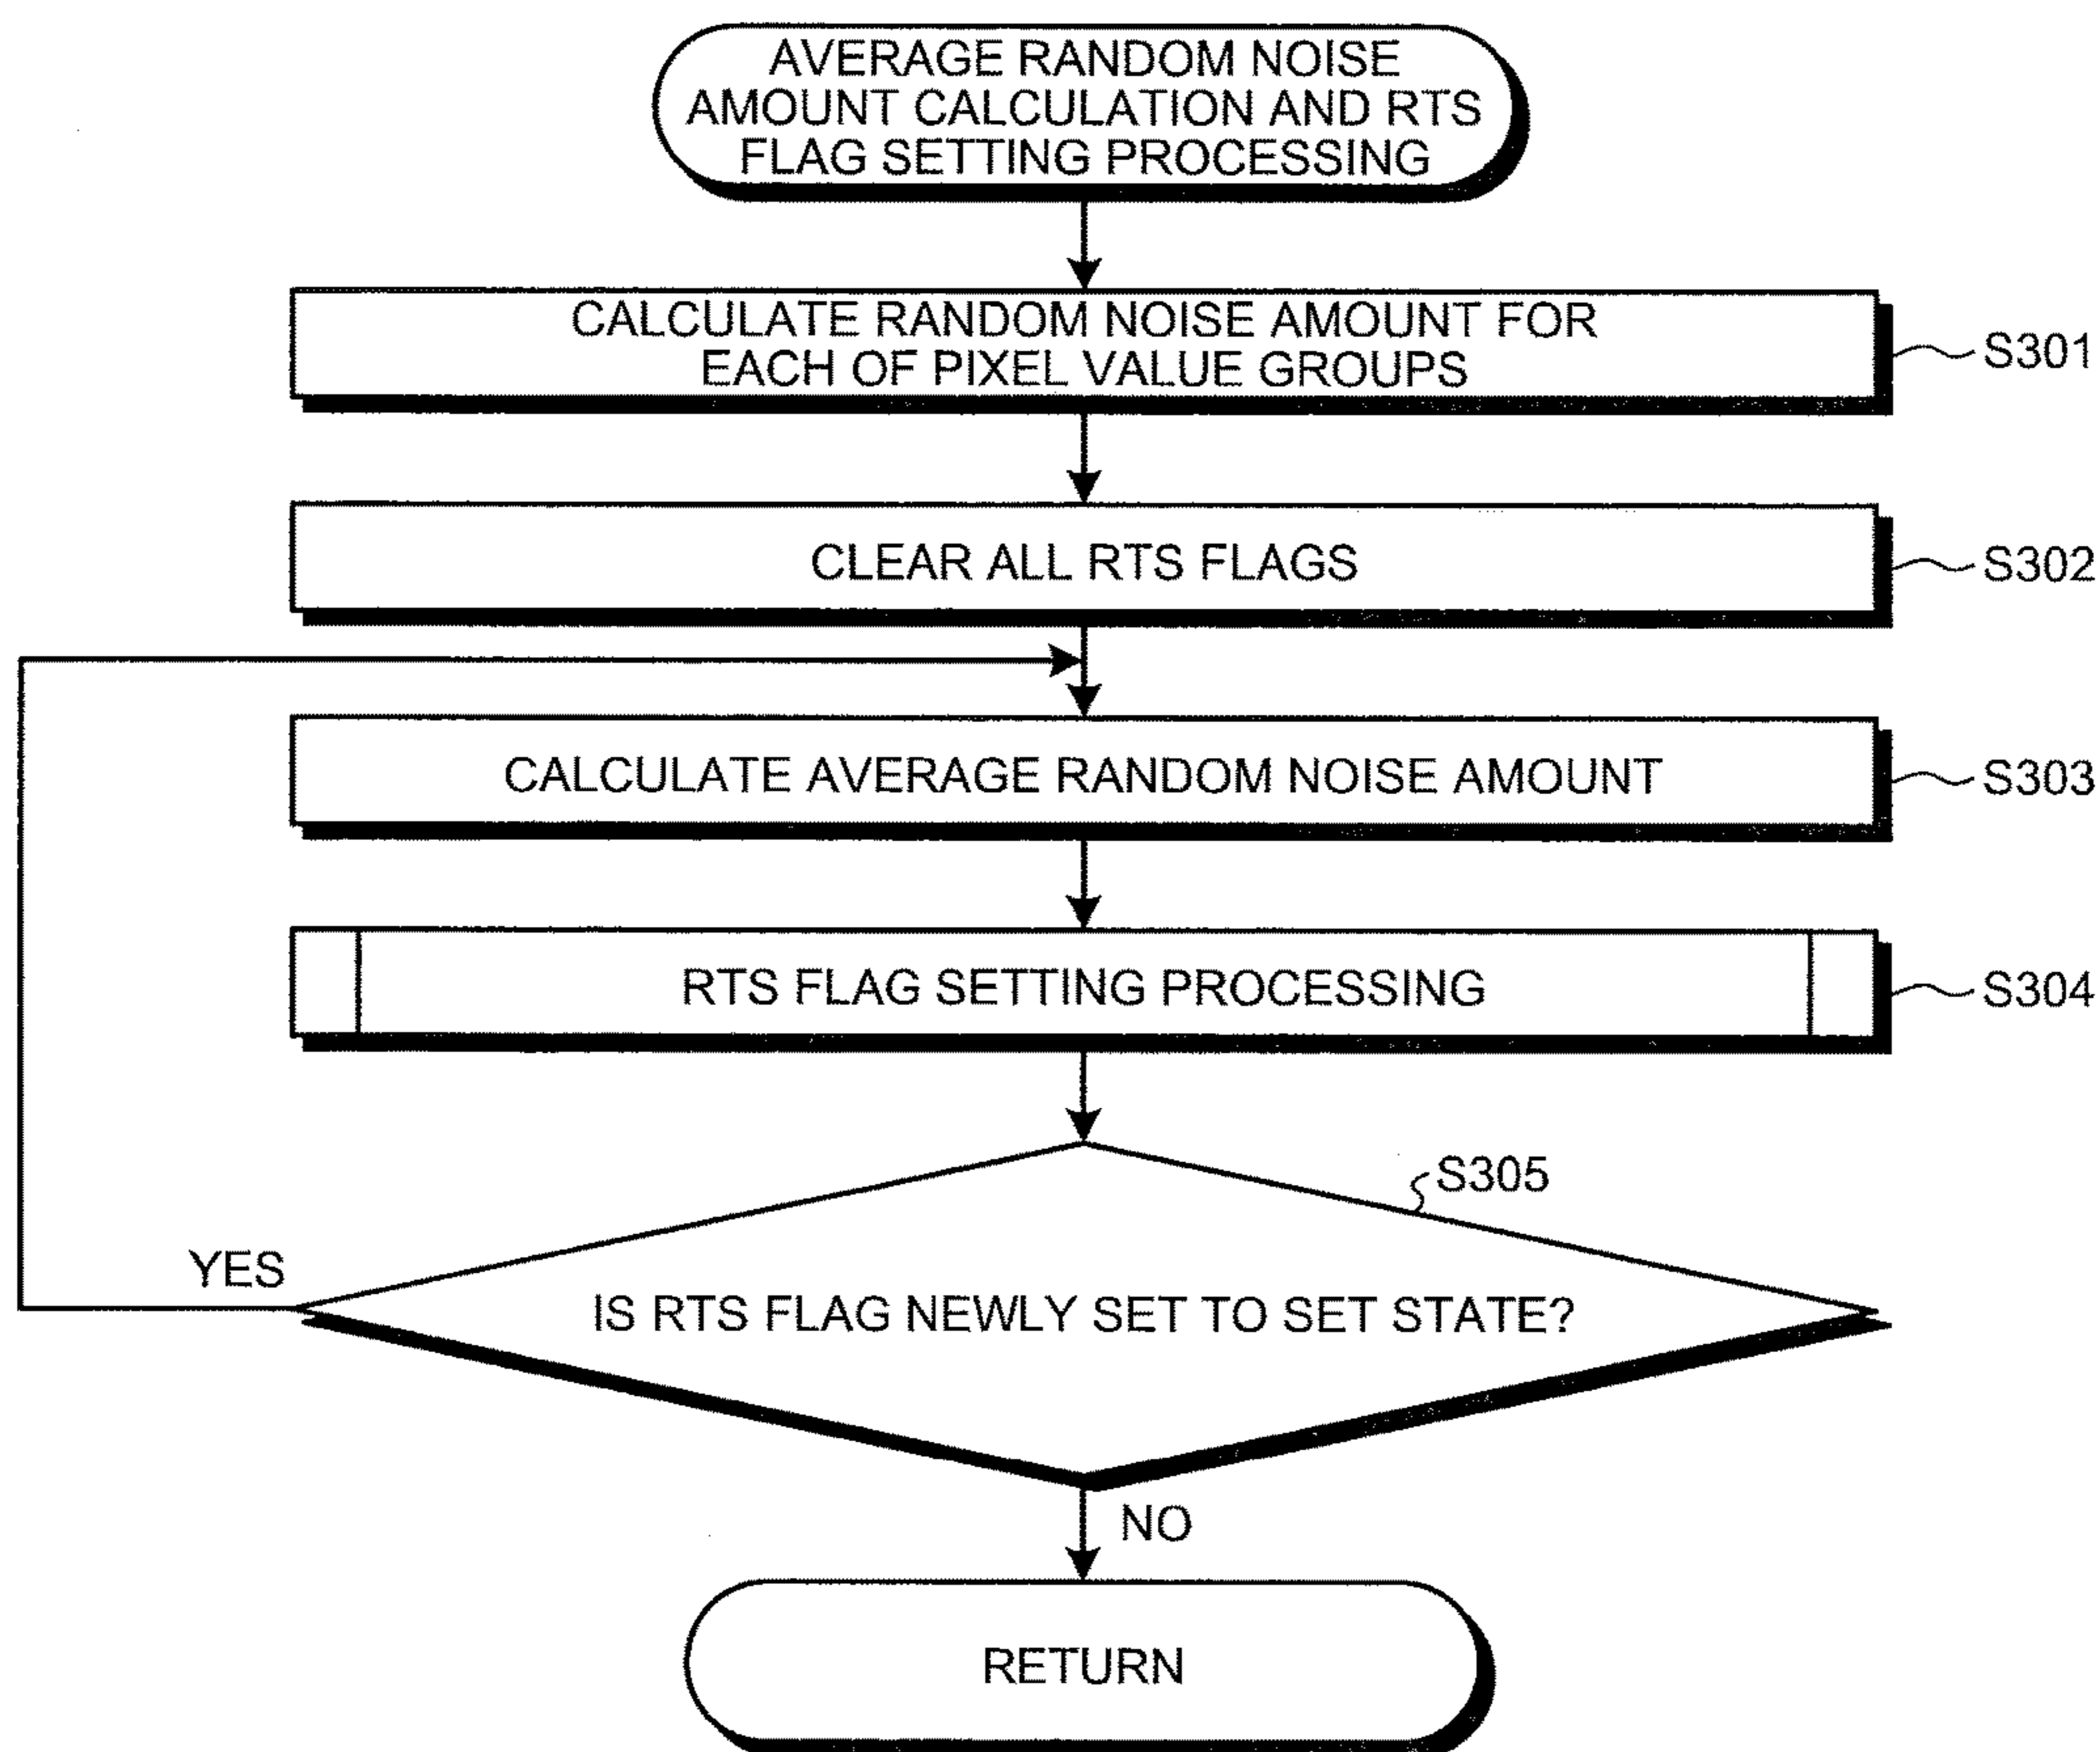 AVERAGE RANDOM NOISE
AMOUNT CALCULATION AND RTS
FLAG SETTING PROCESSING
CALCULATE RANDOM NOISE AMOUNT FOR
EACH OF PIXEL VALUE GROUPS
S301
CLEAR ALL RTS FLAGS
S302
CALCULATE AVERAGE RANDOM NOISE AMOUNT
S303
RTS FLAG SETTING PROCESSING
S304
S305
YES
IS RTS FLAG NEWLY SET TO SET STATE?
NO
RETURN